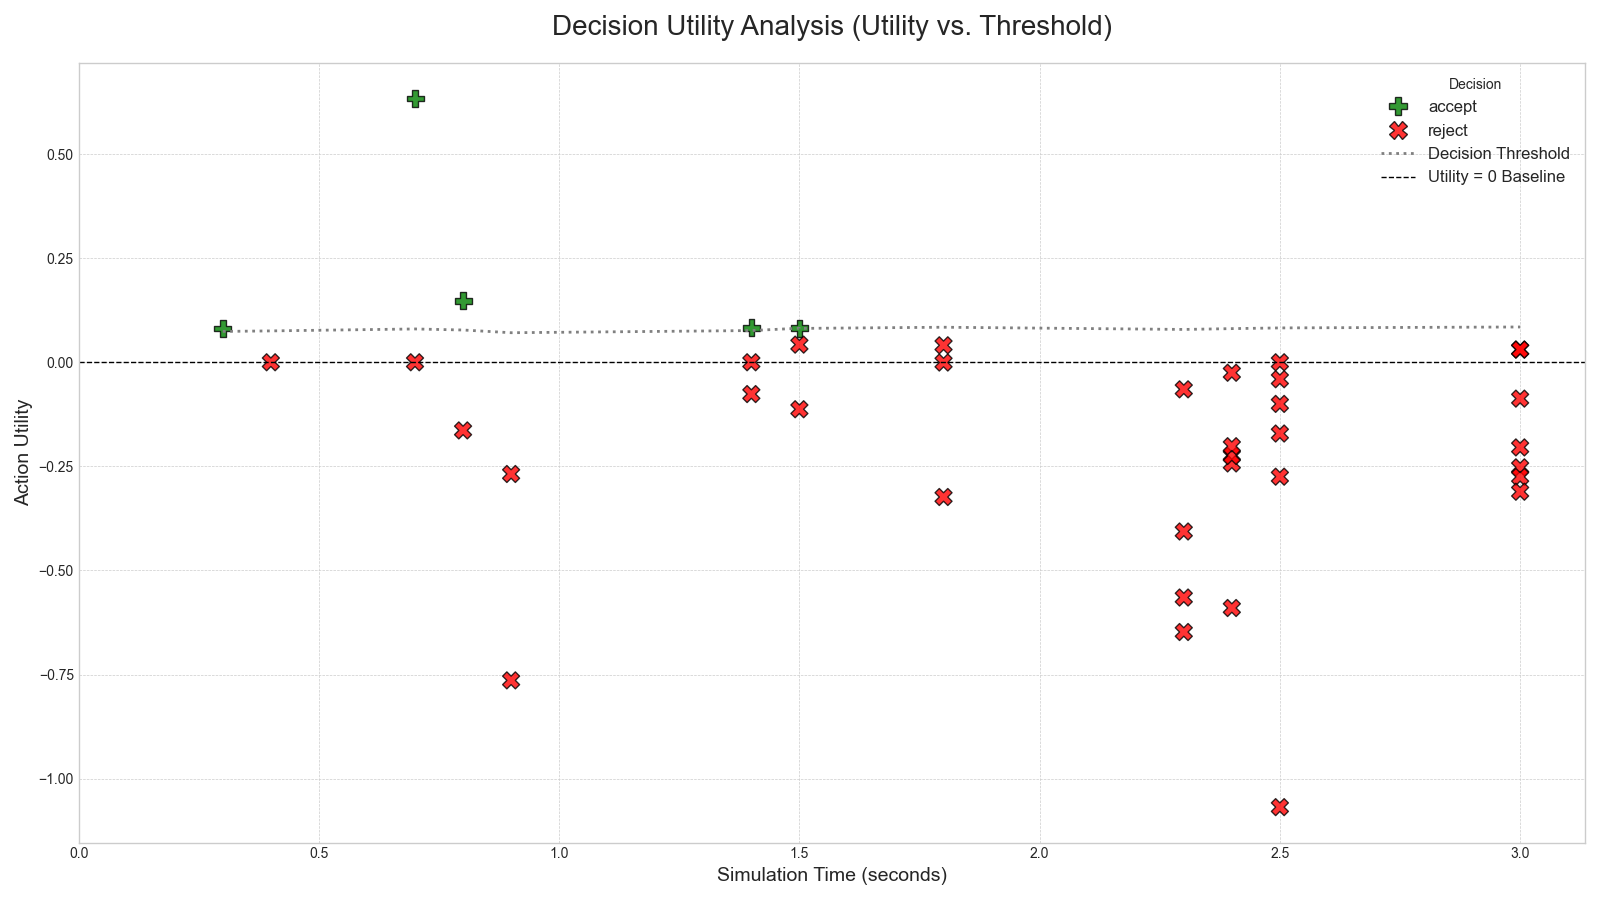 Decision Utility Analysis (Utility vs. Threshold)
Decision
accept
reject
Decision Threshold
Utility = 0 Baseline
Action Utility
0.50
0.25
0.00
−0.25
−0.50
−0.75
−1.00
0.0 0.5 1.0 1.5 2.0 2.5 3.0
Simulation Time (seconds)